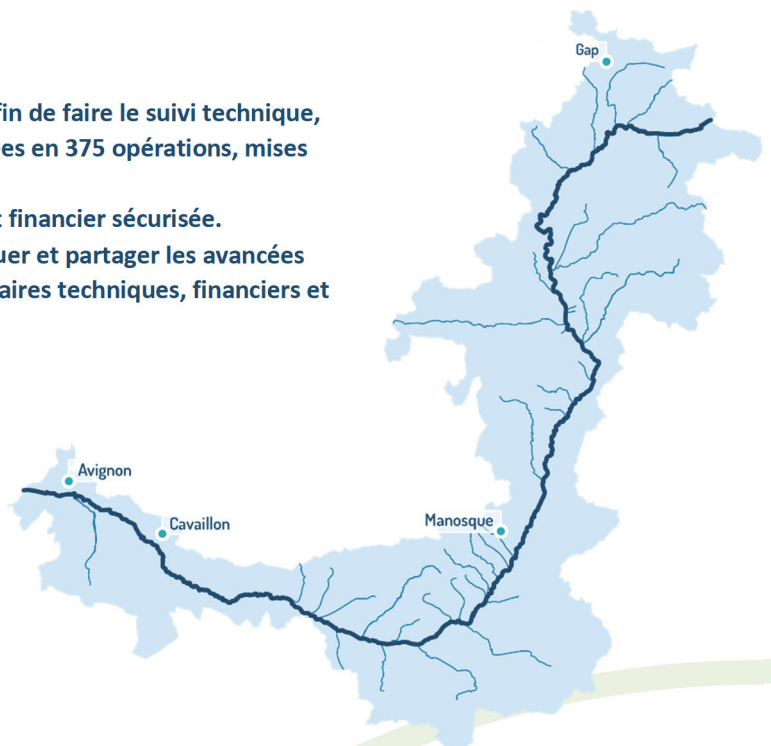 fin de faire le suivi technique,
es en 375 opérations, mises
t financier sécurisée.
uer et partager les avancées
aires techniques, financiers et
Gap
Avignon
Cavaillon
Manosque